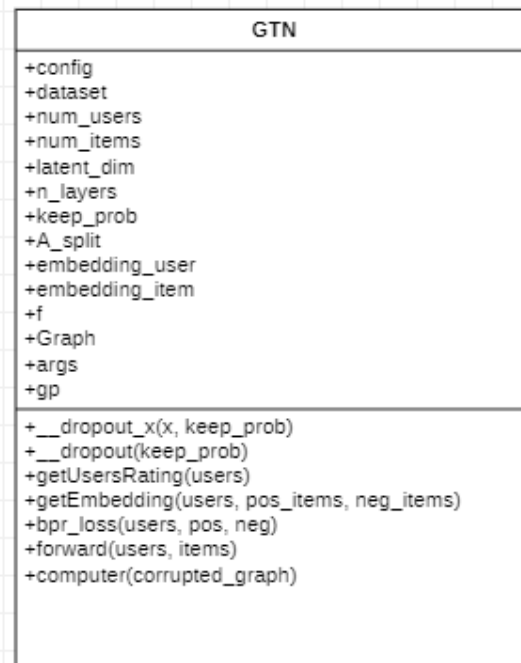 GTN
+config
+dataset
+num_users
+num_items
+latent_dim
+n_layers
+keep_prob
+A_split
+embedding_user
+embedding_item
+f
+Graph
+args
+gp
+__dropout_x(x, keep_prob)
+__dropout(keep_prob)
+getUsersRating(users)
+getEmbedding(users, pos_items, neg_items)
+bpr_loss(users, pos, neg)
+forward(users, items)
+computer(corrupted_graph)